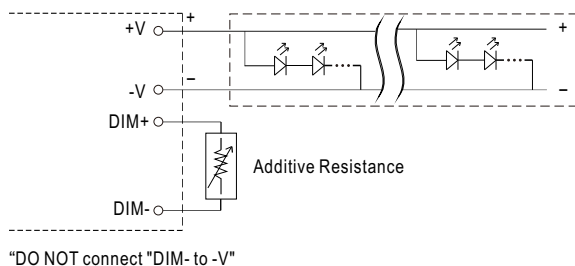 +
+V
+
−
-V
−
DIM+
Additive Resistance
DIM-
“DO NOT connect "DIM- to -V"